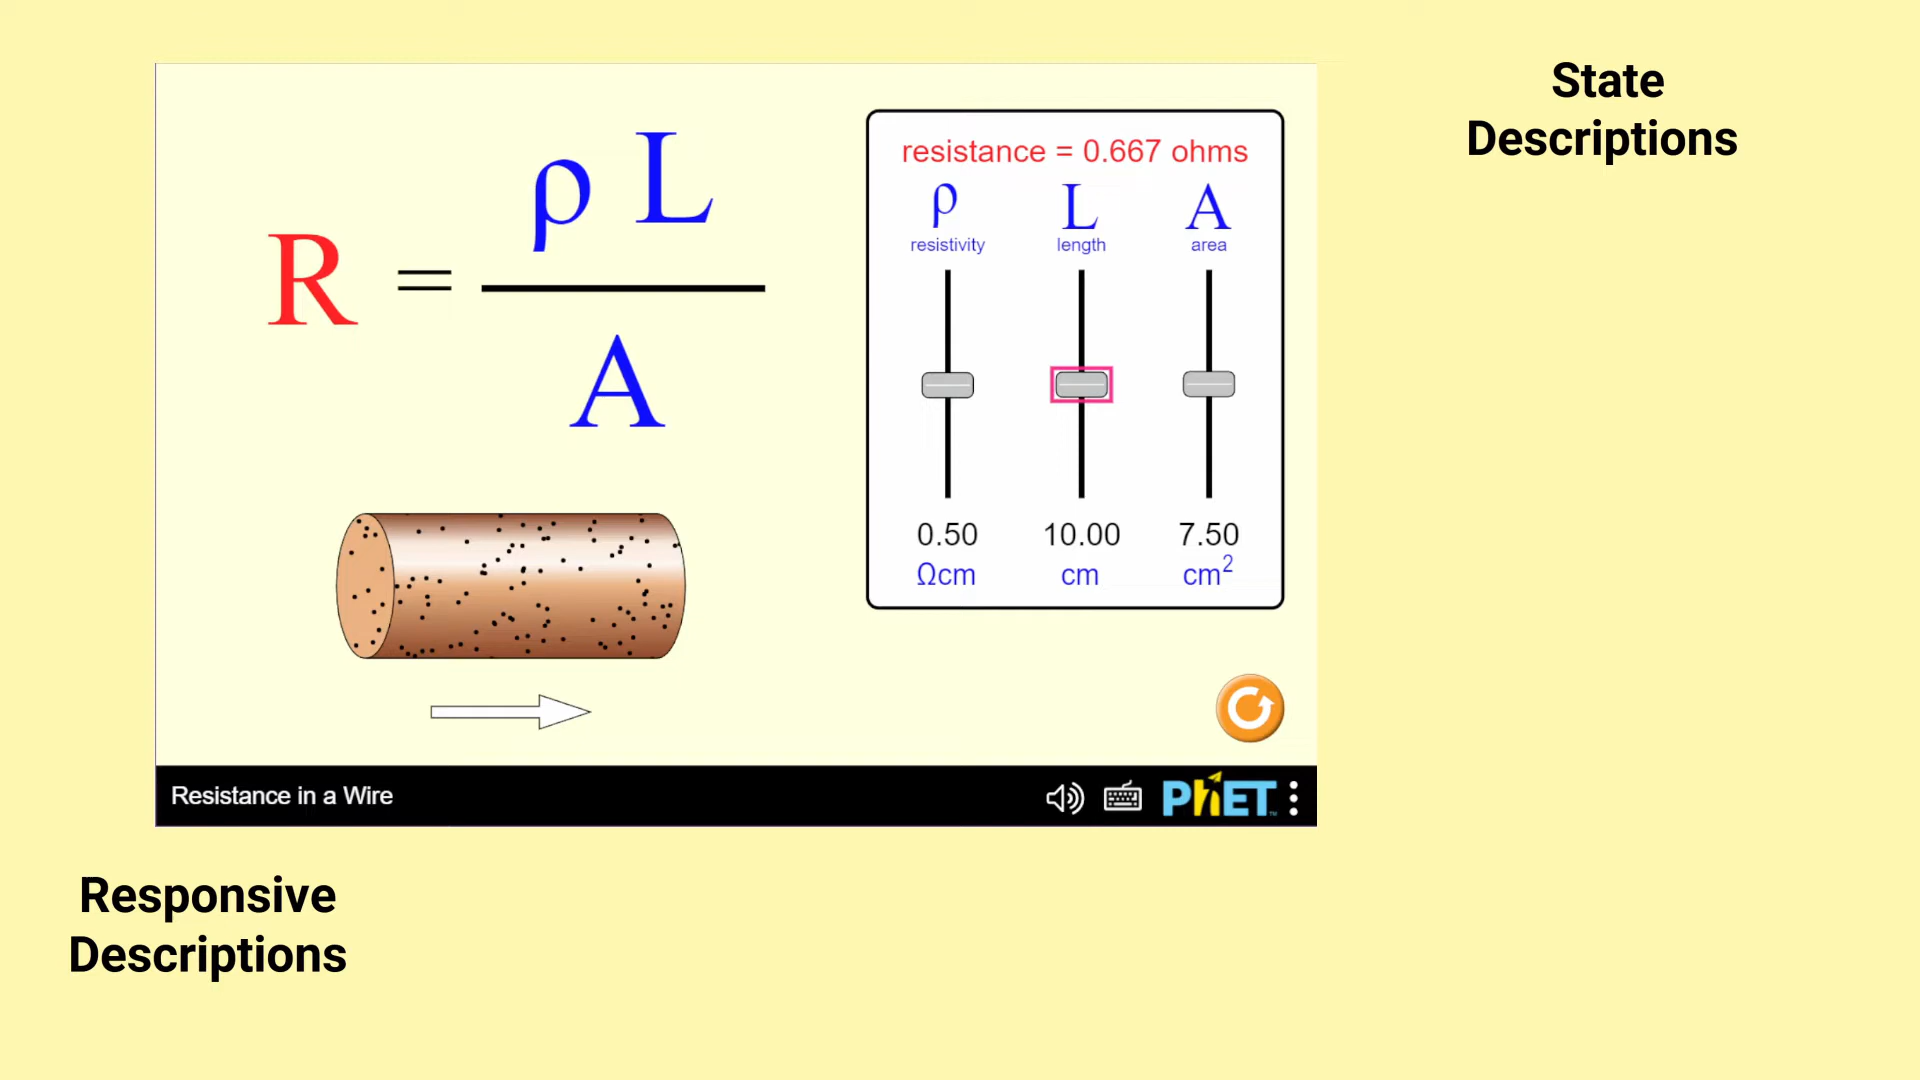 State
Descriptions
R = ρ L
A
resistance = 0.667 ohms
ρ L A
resistivity length area
0.50 10.00 7.50
Ωcm cm cm²
Resistance in a Wire
PhET
Responsive
Descriptions